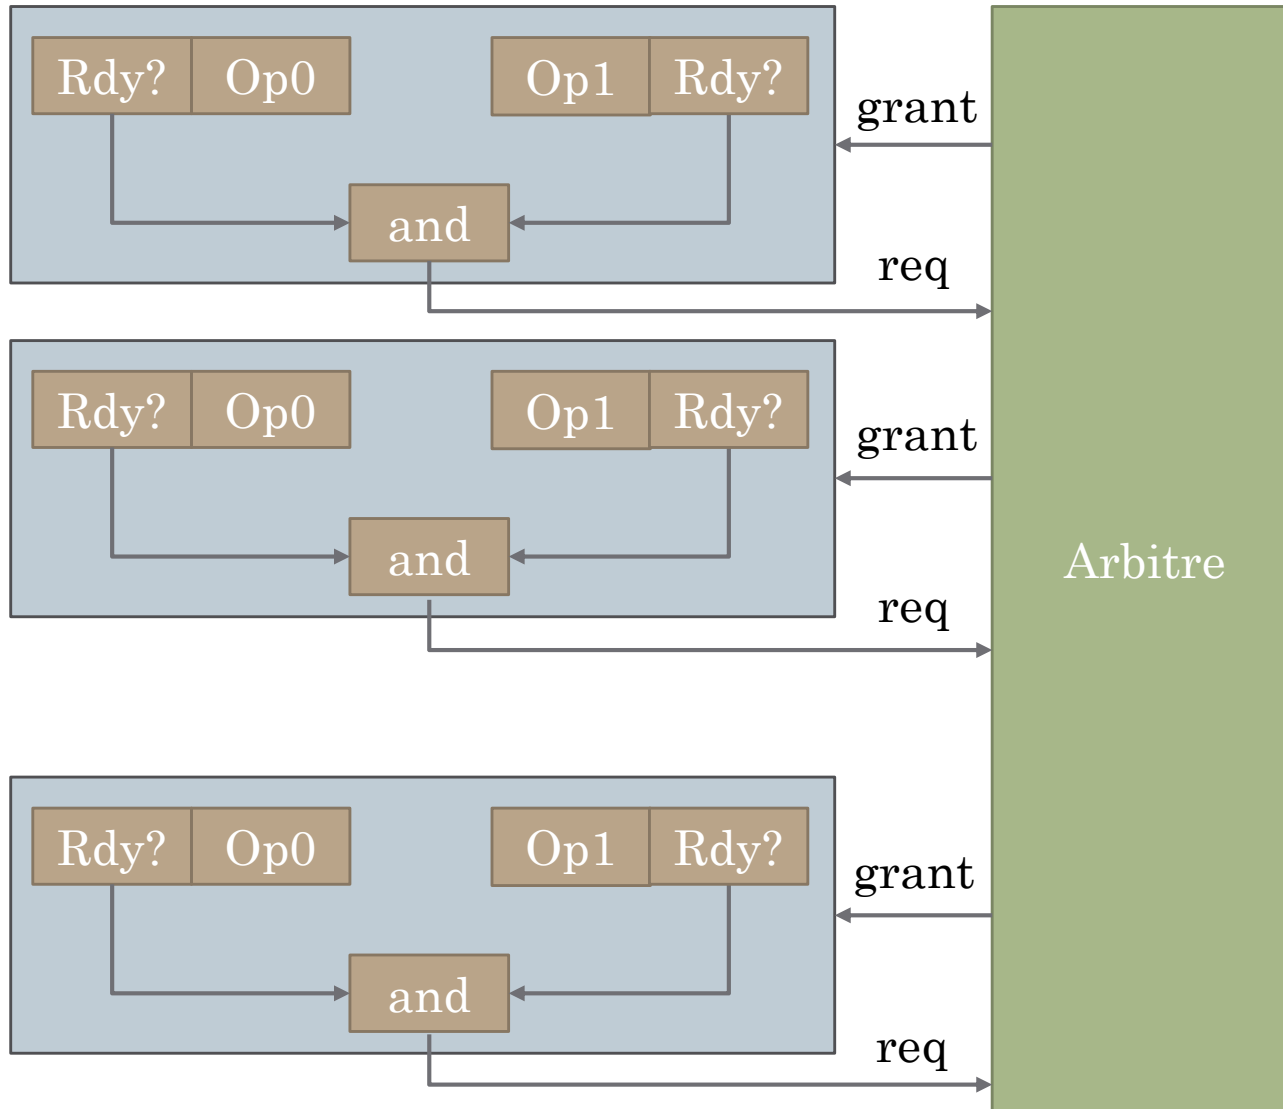 Rdy? Op0 Op1 Rdy?
grant
and
req
Rdy? Op0 Op1 Rdy?
grant
and
req
Arbitre
Rdy? Op0 Op1 Rdy?
grant
and
req